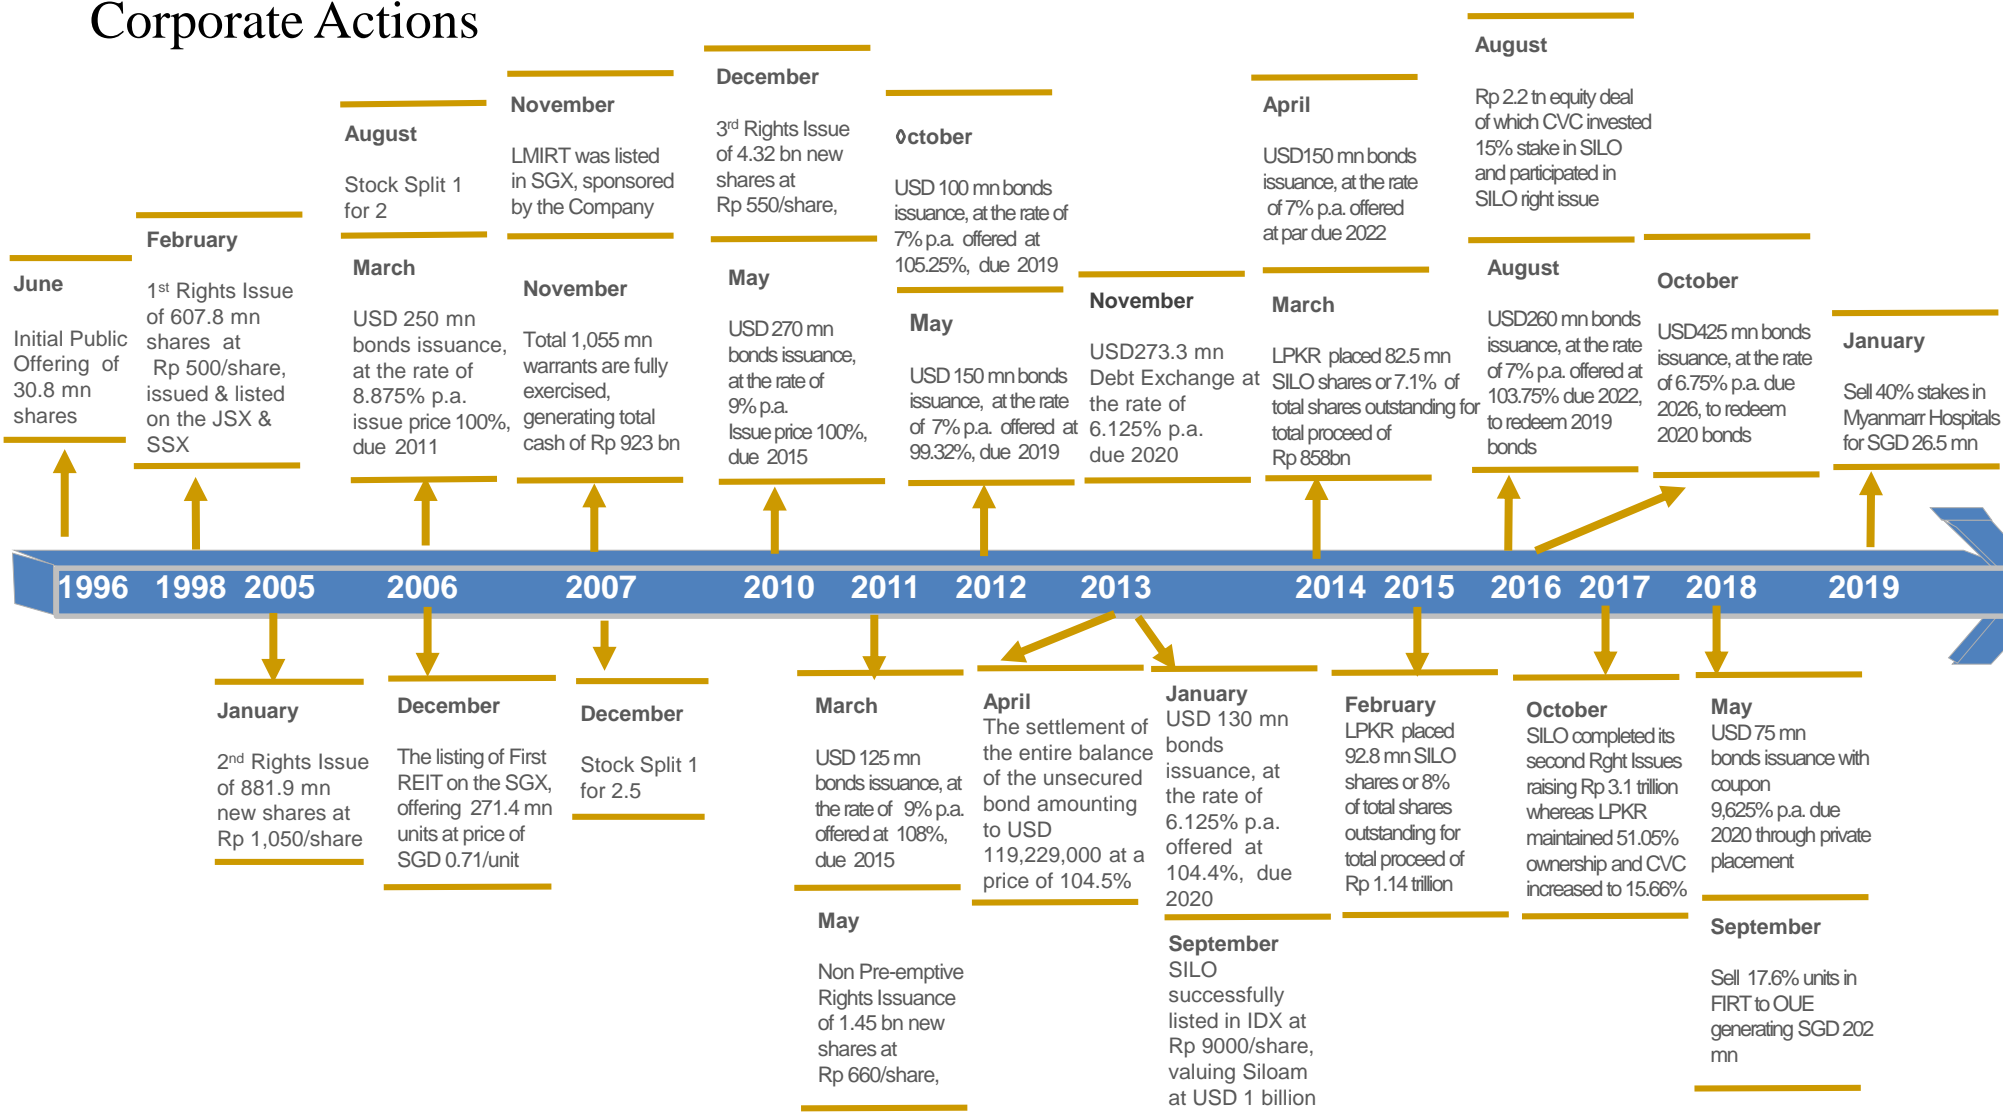 Corporate Actions
June
Initial Public
Offering of
30.8 mn
shares
February
1st Rights Issue
of 607.8 mn
shares at
Rp 500/share,
issued & listed
on the JSX &
SSX
August
Stock Split 1
for 2
March
USD 250 mn
bonds issuance,
at the rate of
8.875% p.a.
issue price 100%,
due 2011
November
LMIRT was listed
in SGX, sponsored
by the Company
November
Total 1,055 mn
warrants are fully
exercised,
generating total
cash of Rp 923 bn
December
3rd Rights Issue
of 4.32 bn new
shares at
Rp 550/share,
May
USD 270 mn
bonds issuance,
at the rate of
9% p.a.
Issue price 100%,
due 2015
October
USD 100 mn bonds
issuance, at the rate of
7% p.a. offered at
105.25%, due 2019
May
USD 150 mn bonds
issuance, at the rate
of 7% p.a. offered at
99.32%, due 2019
November
USD273.3 mn
Debt Exchange at
the rate of
6.125% p.a.
due 2020
April
USD150 mn bonds
issuance, at the rate
of 7% p.a. offered
at par due 2022
March
LPKR placed 82.5 mn
SILO shares or 7.1% of
total shares outstanding for
total proceed of
Rp 858bn
August
Rp 2.2 tn equity deal
of which CVC invested
15% stake in SILO
and participated in
SILO right issue
August
USD260 mn bonds
issuance, at the rate
of 7% p.a. offered at
103.75% due 2022,
to redeem 2019
bonds
October
USD425 mn bonds
issuance, at the rate
of 6.75% p.a. due
2026, to redeem
2020 bonds
January
Sell 40% stakes in
Myanmarr Hospitals
for SGD 26.5 mn
1996 1998 2005 2006 2007 2010 2011 2012 2013 2014 2015 2016 2017 2018 2019
January
2nd Rights Issue
of 881.9 mn
new shares at
Rp 1,050/share
December
The listing of First
REIT on the SGX,
offering 271.4 mn
units at price of
SGD 0.71/unit
December
Stock Split 1
for 2.5
March
USD 125 mn
bonds issuance, at
the rate of 9% p.a.
offered at 108%,
due 2015
May
Non Pre-emptive
Rights Issuance
of 1.45 bn new
shares at
Rp 660/share,
April
The settlement of
the entire balance
of the unsecured
bond amounting
to USD
119,229,000 at a
price of 104.5%
January
USD 130 mn
bonds
issuance, at
the rate of
6.125% p.a.
offered at
104.4%, due
2020
September
SILO
successfully
listed in IDX at
Rp 9000/share,
valuing Siloam
at USD 1 billion
February
LPKR placed
92.8 mn SILO
shares or 8%
of total shares
outstanding for
total proceed of
Rp 1.14 trillion
October
SILO completed its
second Rght Issues
raising Rp 3.1 trillion
whereas LPKR
maintained 51.05%
ownership and CVC
increased to 15.66%
May
USD 75 mn
bonds issuance with
coupon
9,625% p.a. due
2020 through private
placement
September
Sell 17.6% units in
FIRT to OUE
generating SGD 202
mn